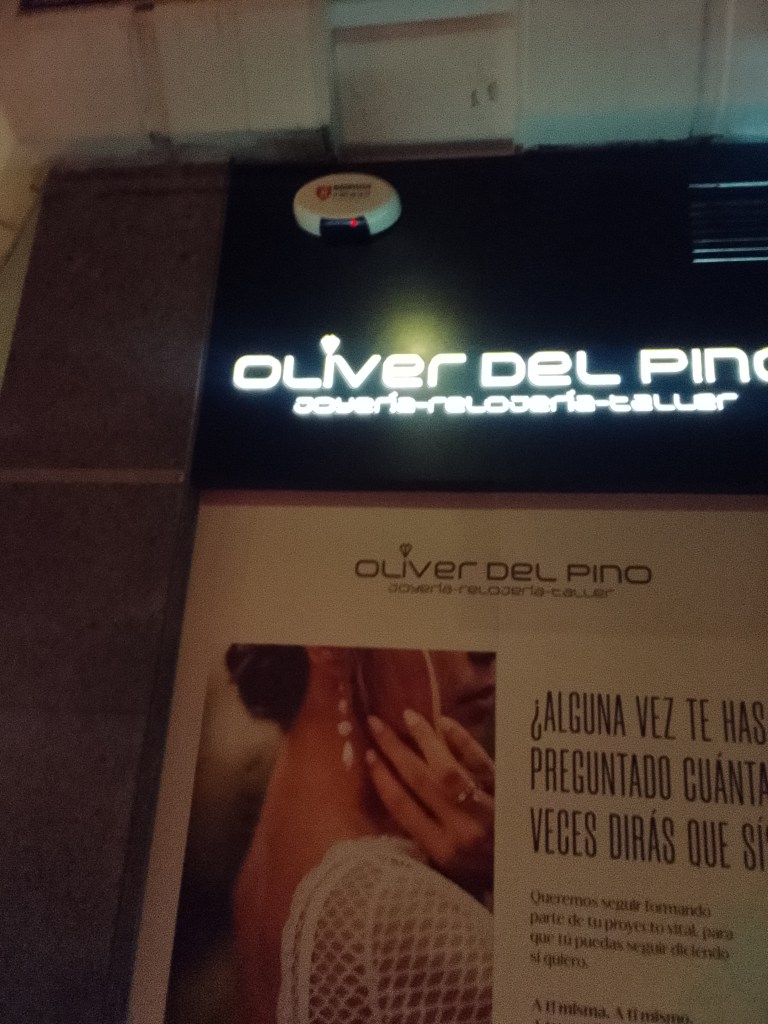 OLIVER DEL PINO
JOYERÍA-RELOJERÍA-TALLER
OLIVER DEL PINO
JOYERÍA-RELOJERÍA-TALLER
¿ALGUNA VEZ TE HAS
PREGUNTADO CUÁNTA
VECES DIRÁS QUE SÍ
Queremos seguir formando
parte de tu proyecto vital, para
que tú puedas seguir diciendo
sí quiero.
A ti misma. A ti mismo.